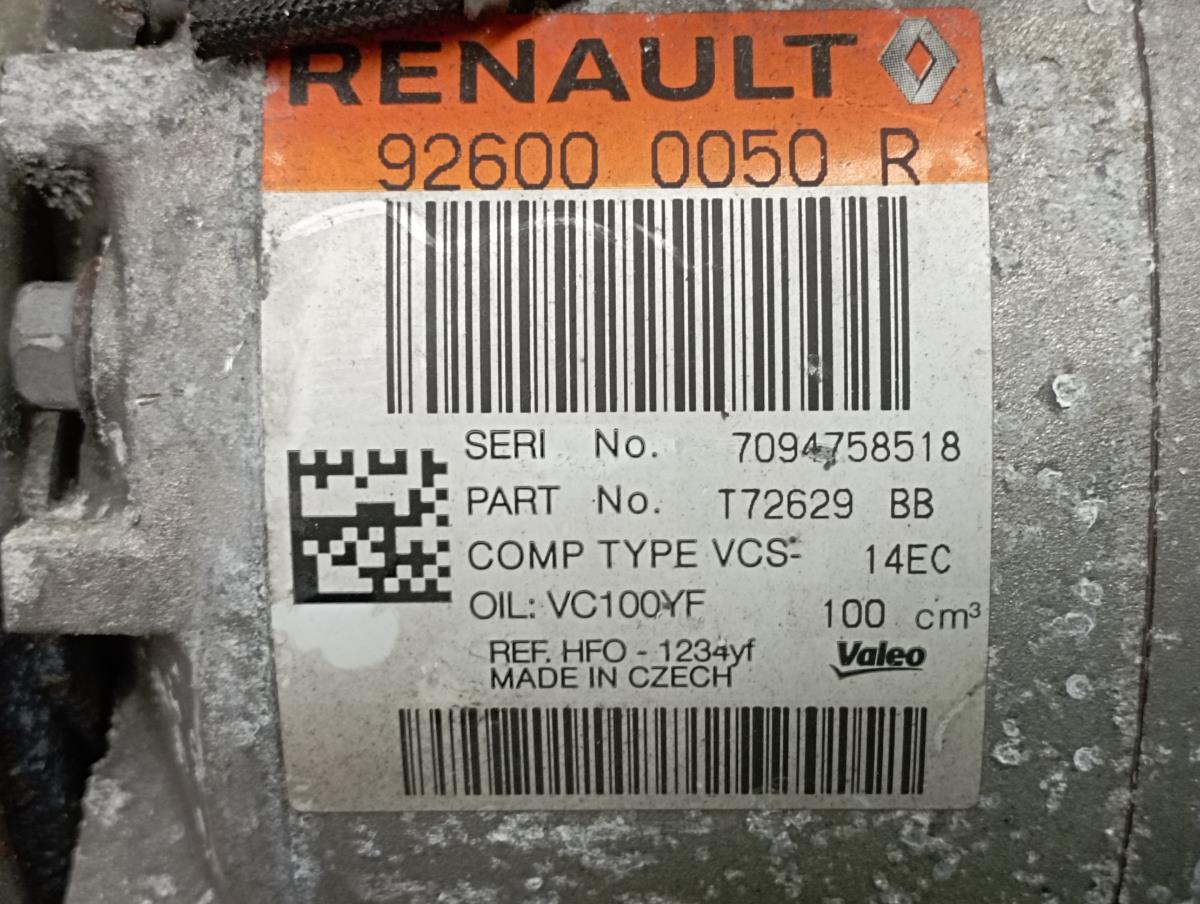 RENAULT
92600 0050 R
SERI No. 7094758518
PART No. T72629 BB
COMP TYPE VCS- 14EC
OIL: VC100YF 100 cm³
REF. HFO - 1234yf Valeo
MADE IN CZECH